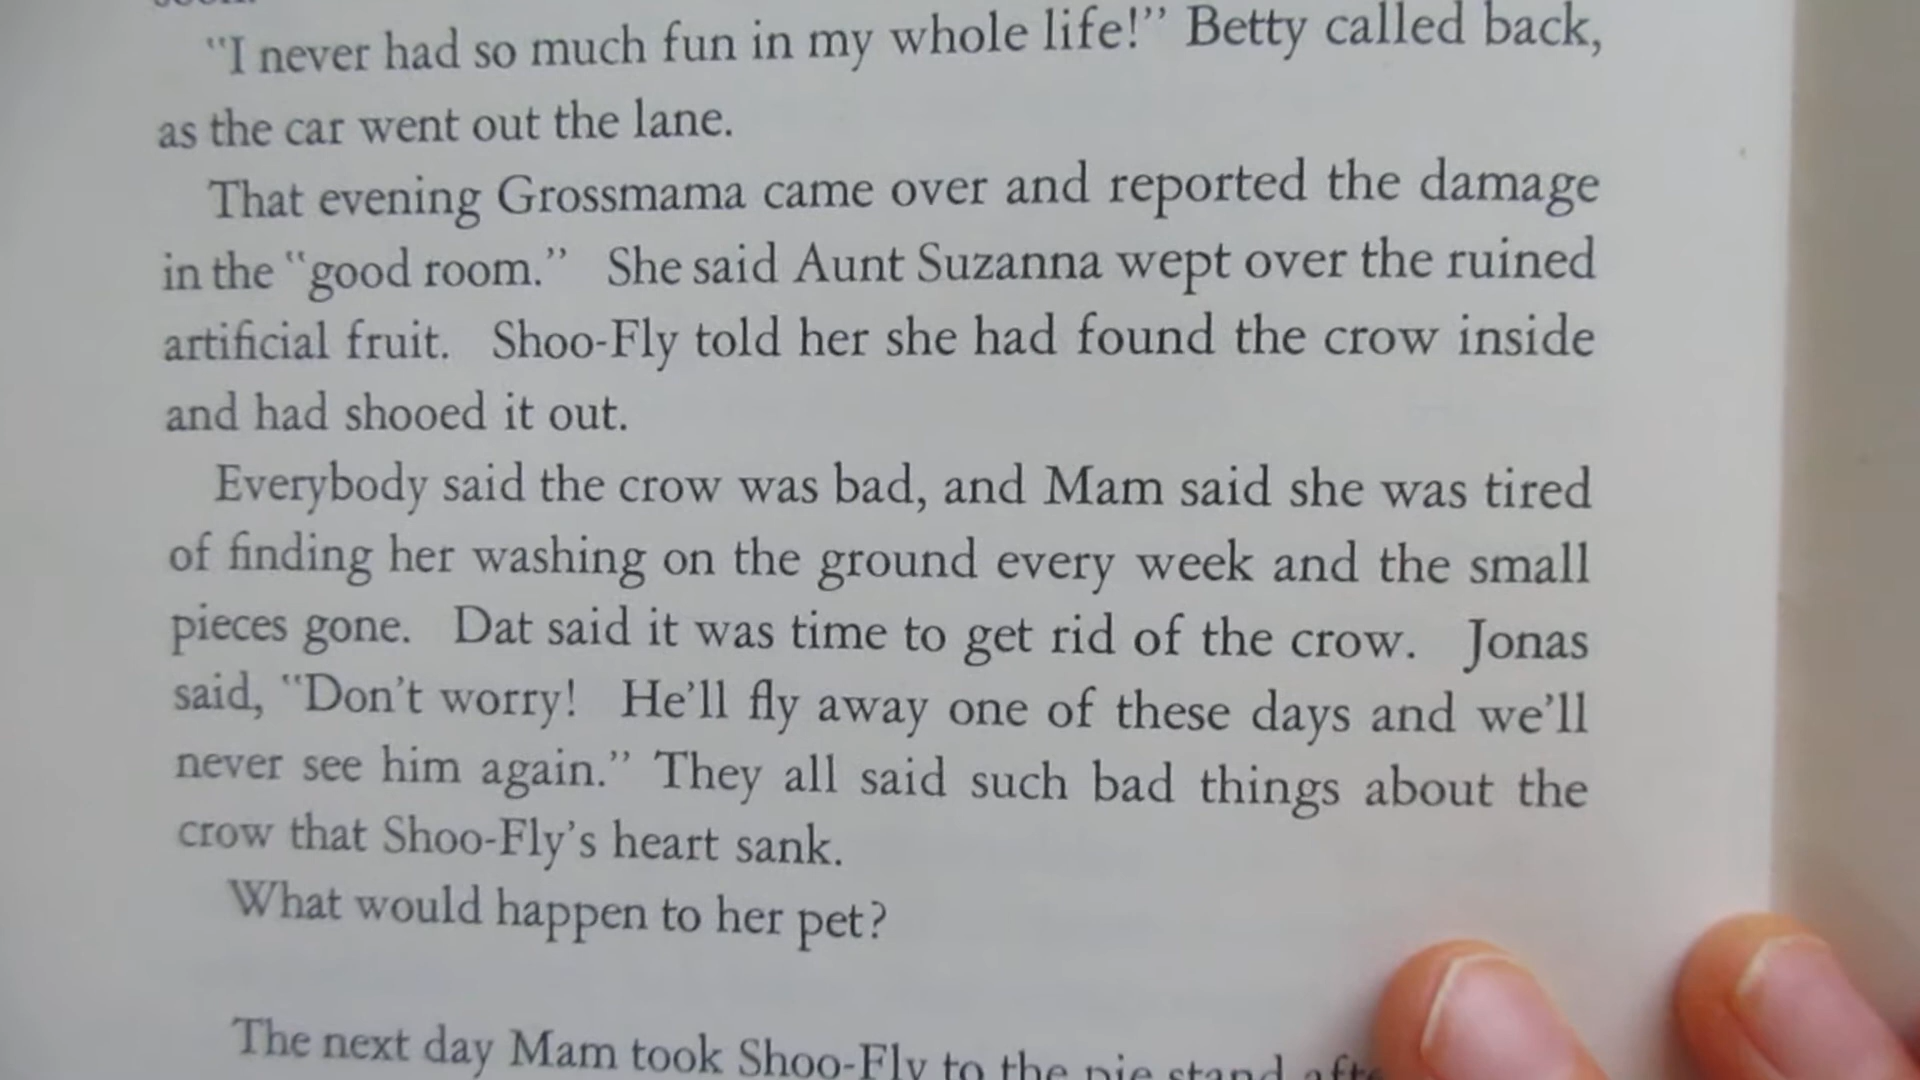 "I never had so much fun in my whole life!" Betty called back,
as the car went out the lane.
That evening Grossmama came over and reported the damage
in the "good room." She said Aunt Suzanna wept over the ruined
artificial fruit. Shoo-Fly told her she had found the crow inside
and had shooed it out.
Everybody said the crow was bad, and Mam said she was tired
of finding her washing on the ground every week and the small
pieces gone. Dat said it was time to get rid of the crow. Jonas
said, "Don't worry! He'll fly away one of these days and we'll
never see him again." They all said such bad things about the
crow that Shoo-Fly's heart sank.
What would happen to her pet?
The next day Mam took Shoo-Fly to the pie stand